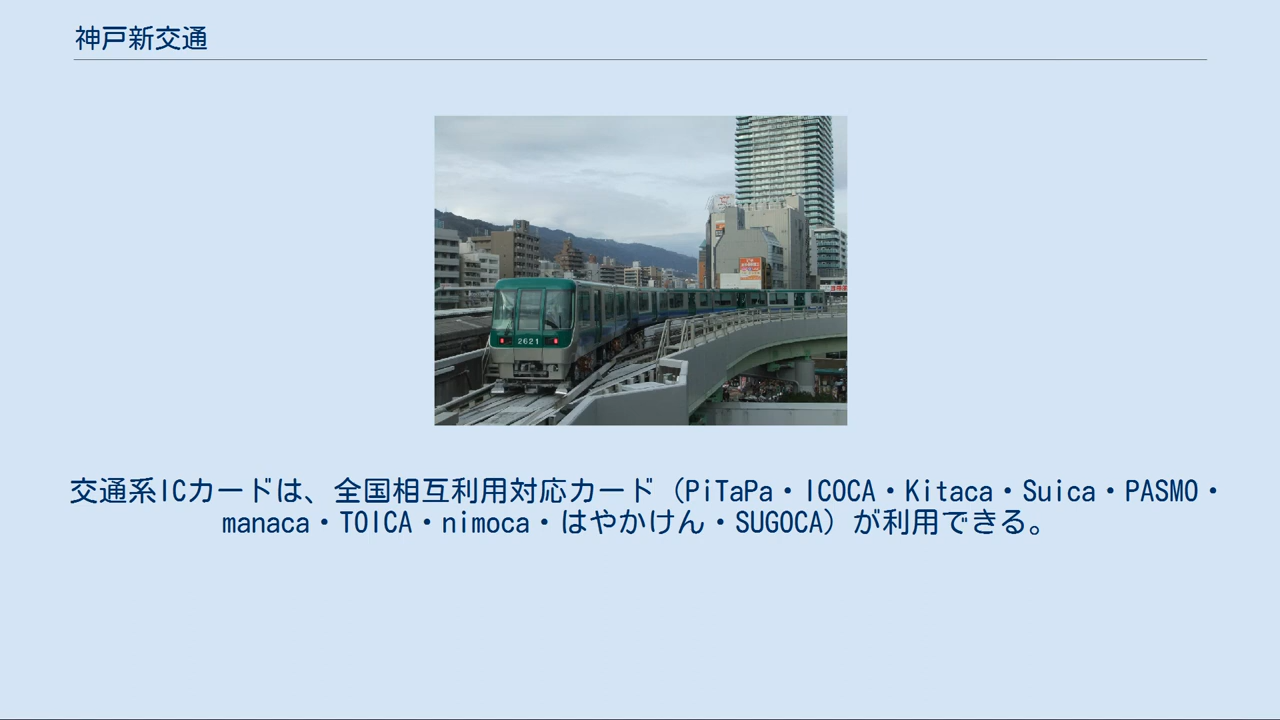 神戸新交通
2621
交通系ICカードは、全国相互利用対応カード（PiTaPa・ICOCA・Kitaca・Suica・PASMO・
manaca・TOICA・nimoca・はやかけん・SUGOCA）が利用できる。